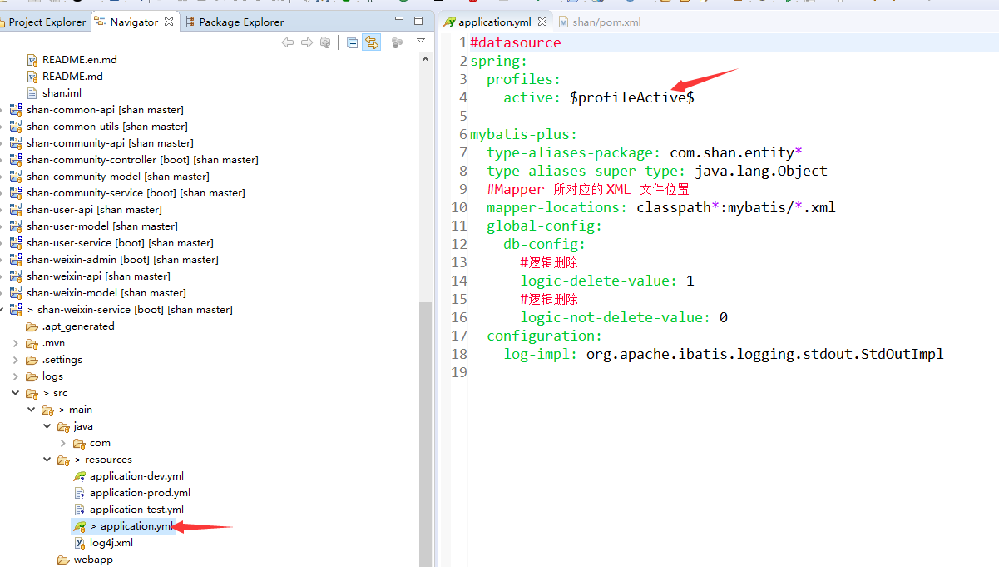 Project Explorer
Navigator
Package Explorer
README.en.md
README.md
shan.iml
shan-common-api [shan master]
shan-common-utils [shan master]
shan-community-api [shan master]
shan-community-controller [boot] [shan master]
shan-community-model [shan master]
shan-community-service [boot] [shan master]
shan-user-api [shan master]
shan-user-model [shan master]
shan-user-service [boot] [shan master]
shan-weixin-admin [boot] [shan master]
shan-weixin-api [shan master]
shan-weixin-model [shan master]
> shan-weixin-service [boot] [shan master]
.apt_generated
.mvn
.settings
logs
> src
> main
java
com
> resources
application-dev.yml
application-prod.yml
application-test.yml
> application.yml
log4j.xml
webapp
application.yml
shan/pom.xml
1 #datasource
2 spring:
3 profiles:
4 active: $profileActive$
5
6 mybatis-plus:
7 type-aliases-package: com.shan.entity*
8 type-aliases-super-type: java.lang.Object
9 #Mapper 所对应的 XML 文件位置
10 mapper-locations: classpath*:mybatis/*.xml
11 global-config:
12 db-config:
13 #逻辑删除
14 logic-delete-value: 1
15 #逻辑删除
16 logic-not-delete-value: 0
17 configuration:
18 log-impl: org.apache.ibatis.logging.stdout.StdOutImpl
19